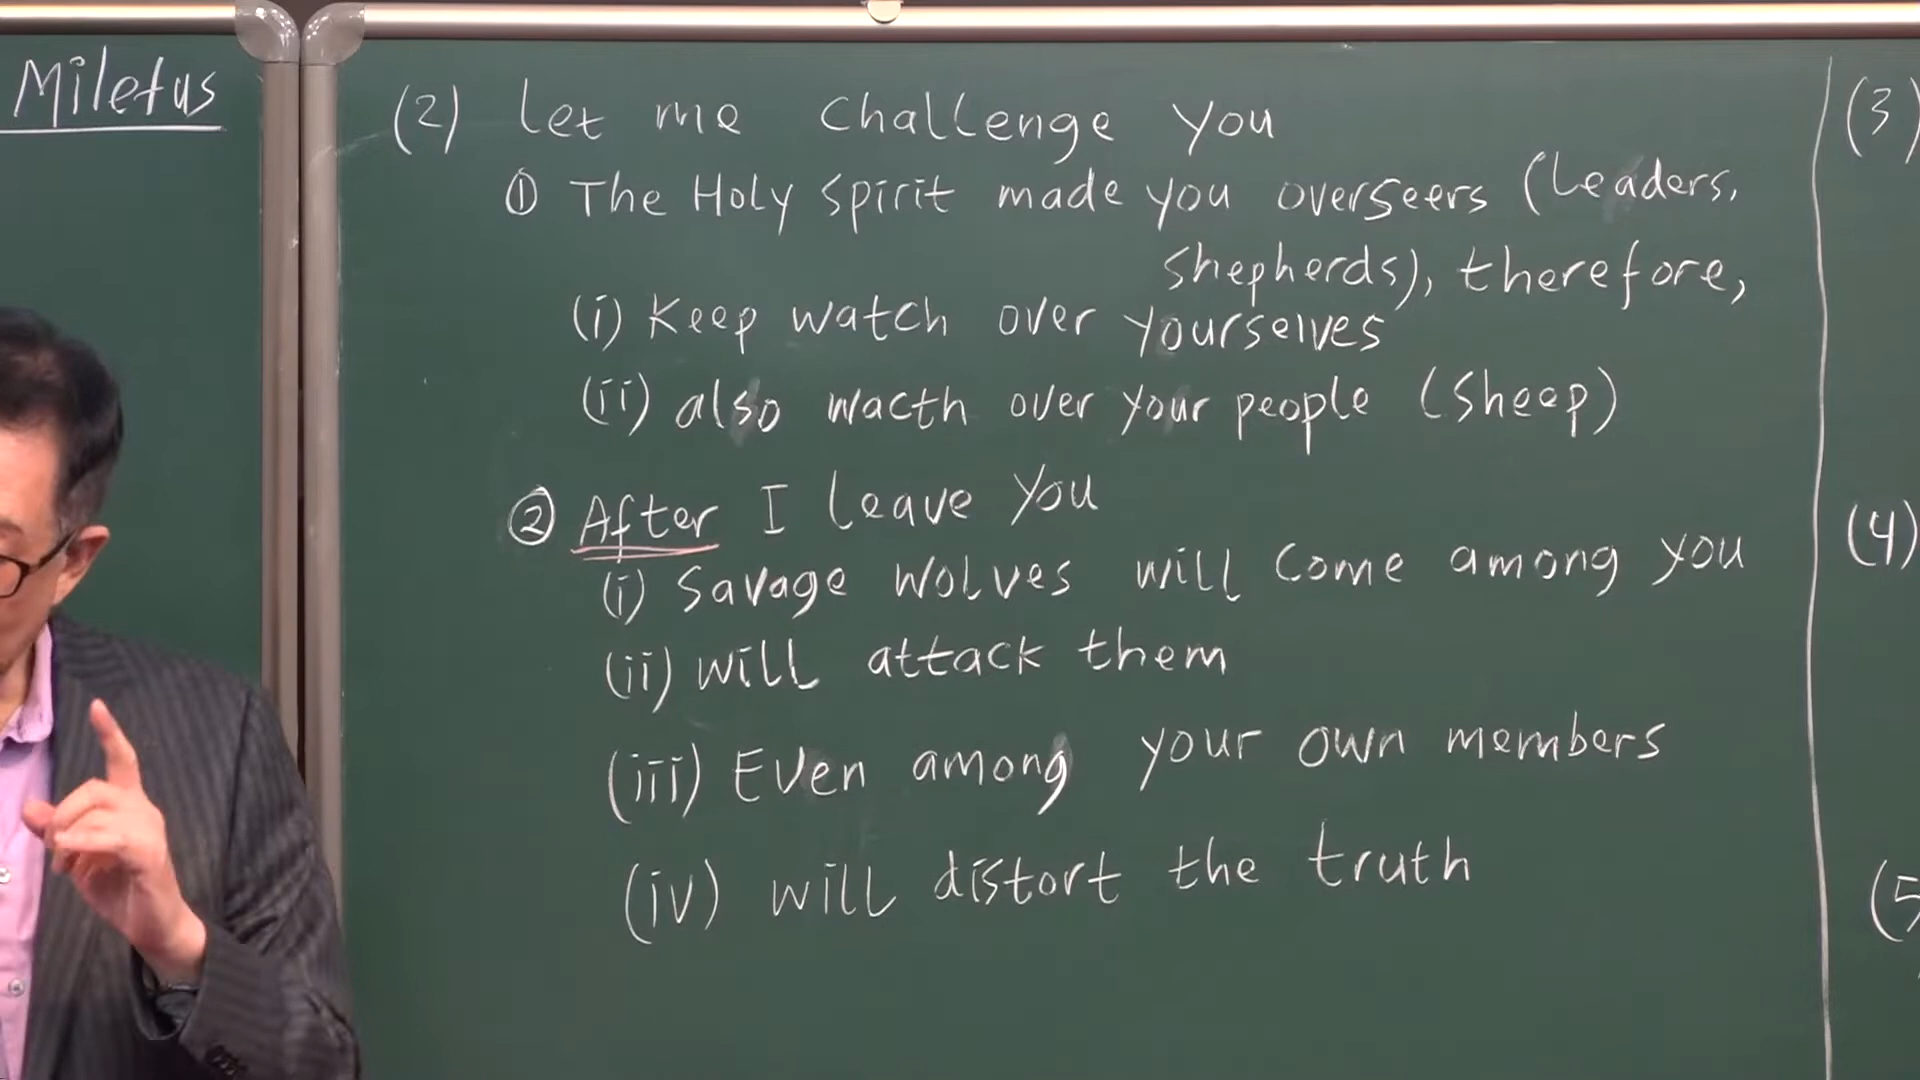 Miletus
(2) Let me challenge you
① The Holy Spirit made you overseers (leaders,
shepherds), therefore,
(i) Keep watch over yourselves
(ii) also wacth over your people (sheep)
② After I leave you
(i) Savage wolves will come among you
(ii) will attack them
(iii) Even among your own members
(iv) will distort the truth
(3)
(4)
(5